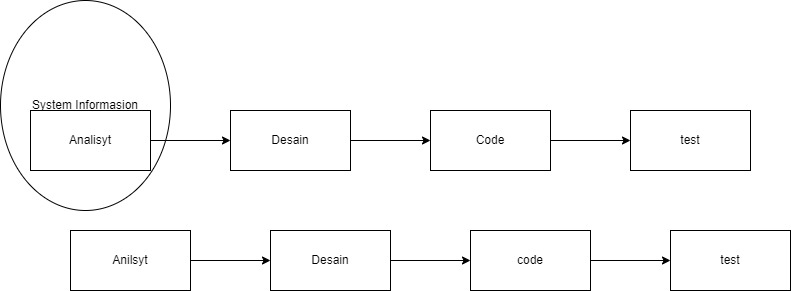 System Informasion
Analisyt
Desain
Code
test
Anilsyt
Desain
code
test